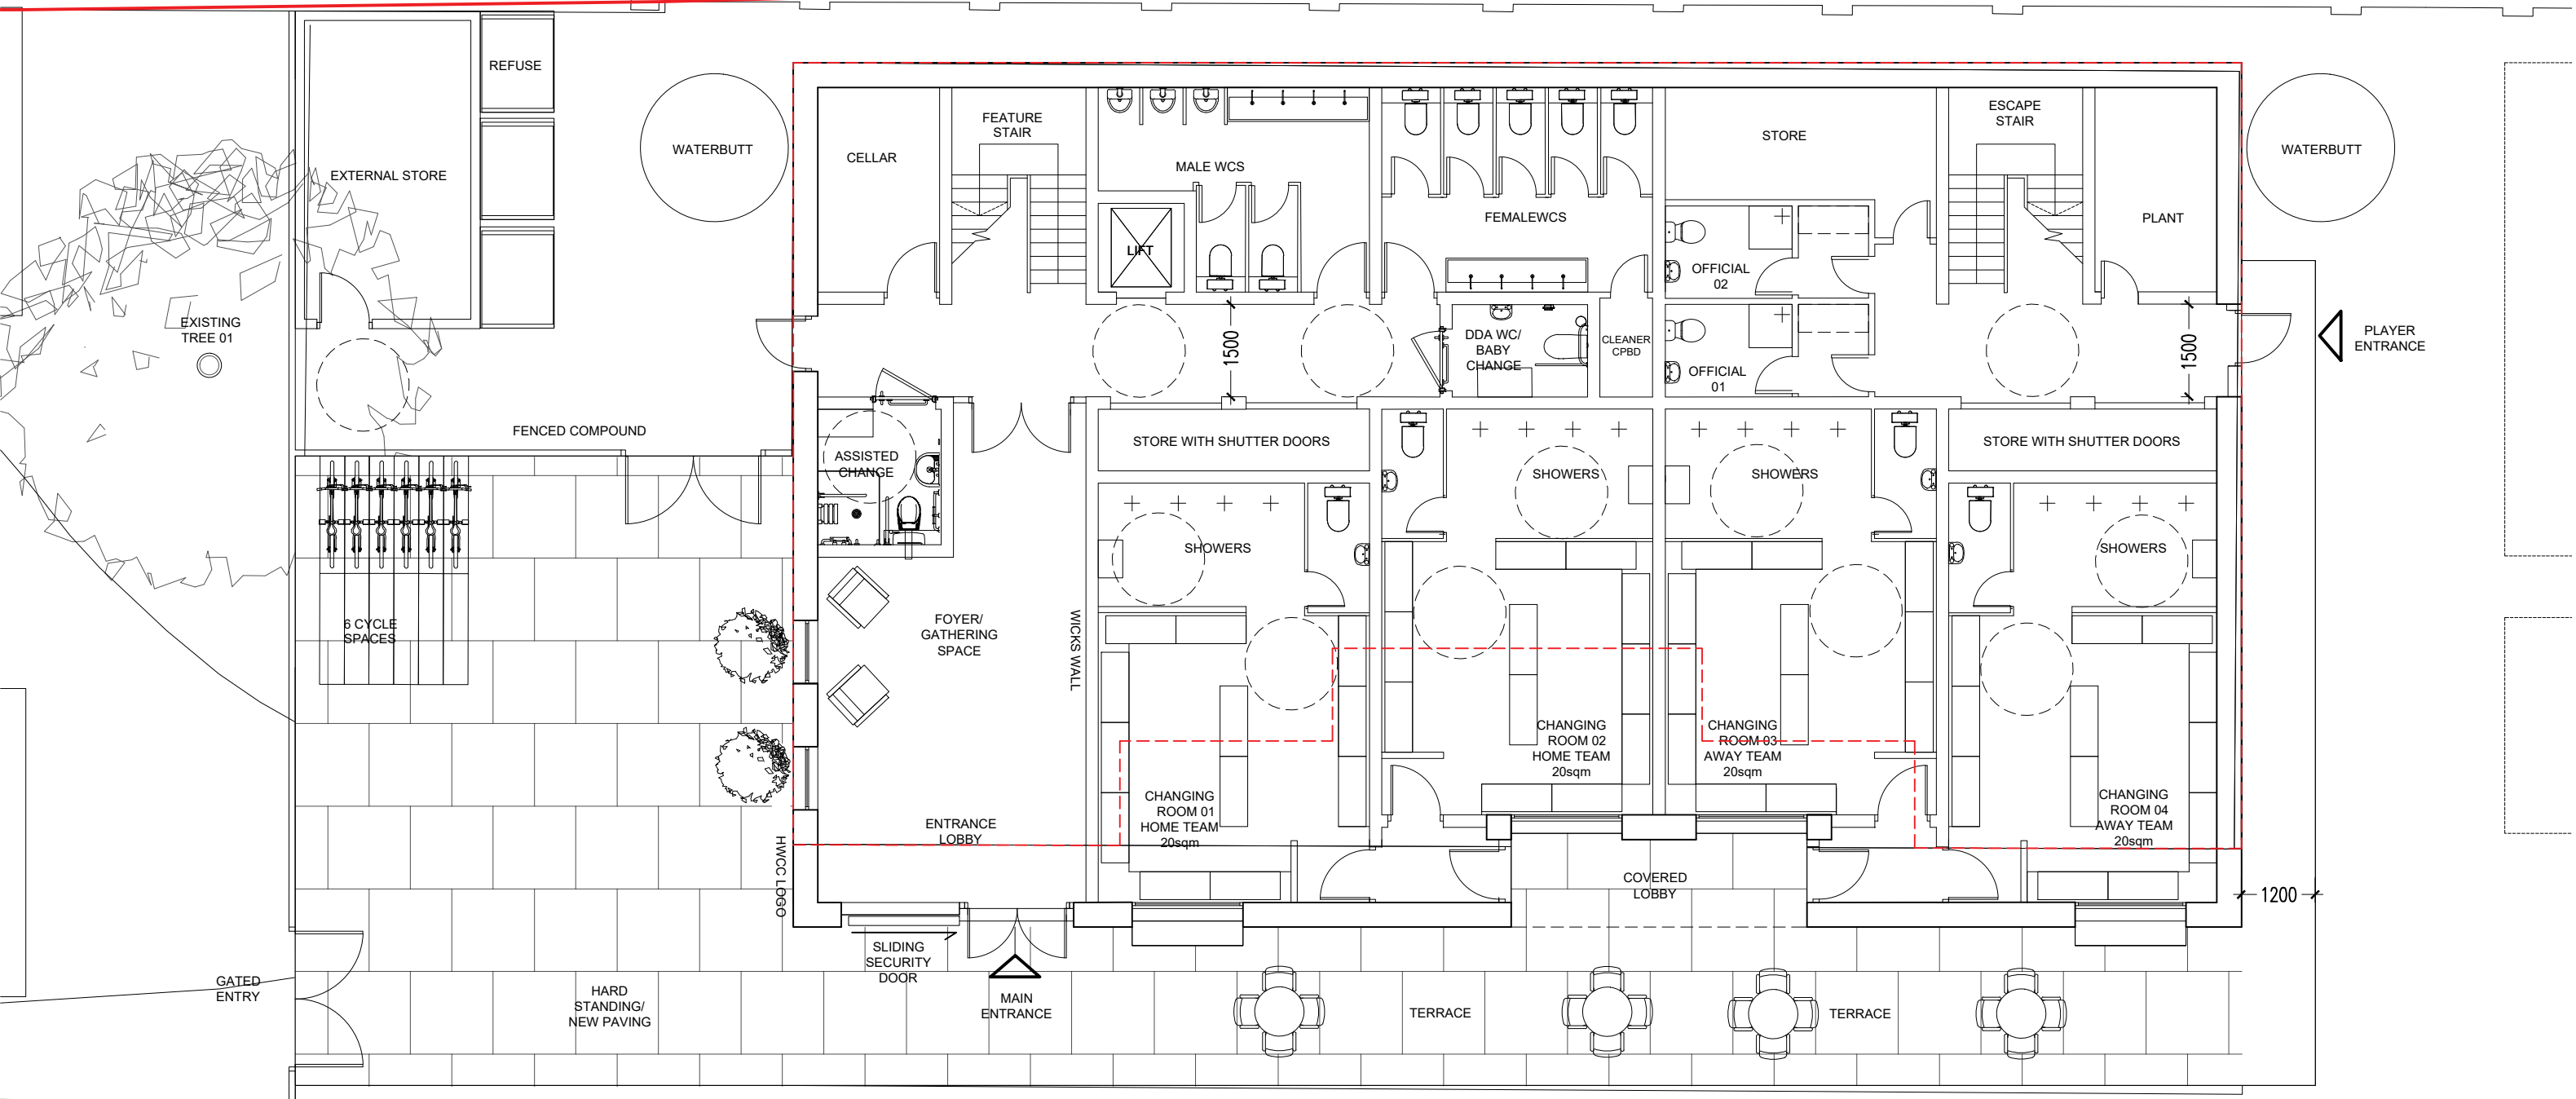 REFUSE
WATERBUTT
EXTERNAL STORE
EXISTING
TREE 01
FENCED COMPOUND
6 CYCLE
SPACES
GATED
ENTRY
HARD
STANDING/
NEW PAVING
CELLAR
FEATURE
STAIR
MALE WCS
LIFT
1500
FEMALEWCS
DDA WC/
BABY
CHANGE
CLEANER
CPBD
STORE
OFFICIAL
02
OFFICIAL
01
ESCAPE
STAIR
PLANT
1500
WATERBUTT
PLAYER
ENTRANCE
ASSISTED
CHANGE
STORE WITH SHUTTER DOORS
STORE WITH SHUTTER DOORS
SHOWERS
SHOWERS
SHOWERS
SHOWERS
FOYER/
GATHERING
SPACE
WICKS WALL
ENTRANCE
LOBBY
HWCC LOGO
CHANGING
ROOM 01
HOME TEAM
20sqm
CHANGING
ROOM 02
HOME TEAM
20sqm
CHANGING
ROOM 03
AWAY TEAM
20sqm
CHANGING
ROOM 04
AWAY TEAM
20sqm
COVERED
LOBBY
1200
SLIDING
SECURITY
DOOR
MAIN
ENTRANCE
TERRACE
TERRACE